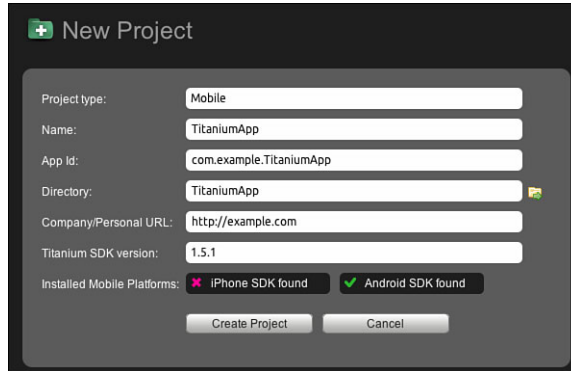 New Project
Project type: Mobile
Name: TitaniumApp
App Id: com.example.TitaniumApp
Directory: TitaniumApp
Company/Personal URL: http://example.com
Titanium SDK version: 1.5.1
Installed Mobile Platforms: iPhone SDK found Android SDK found
Create Project Cancel